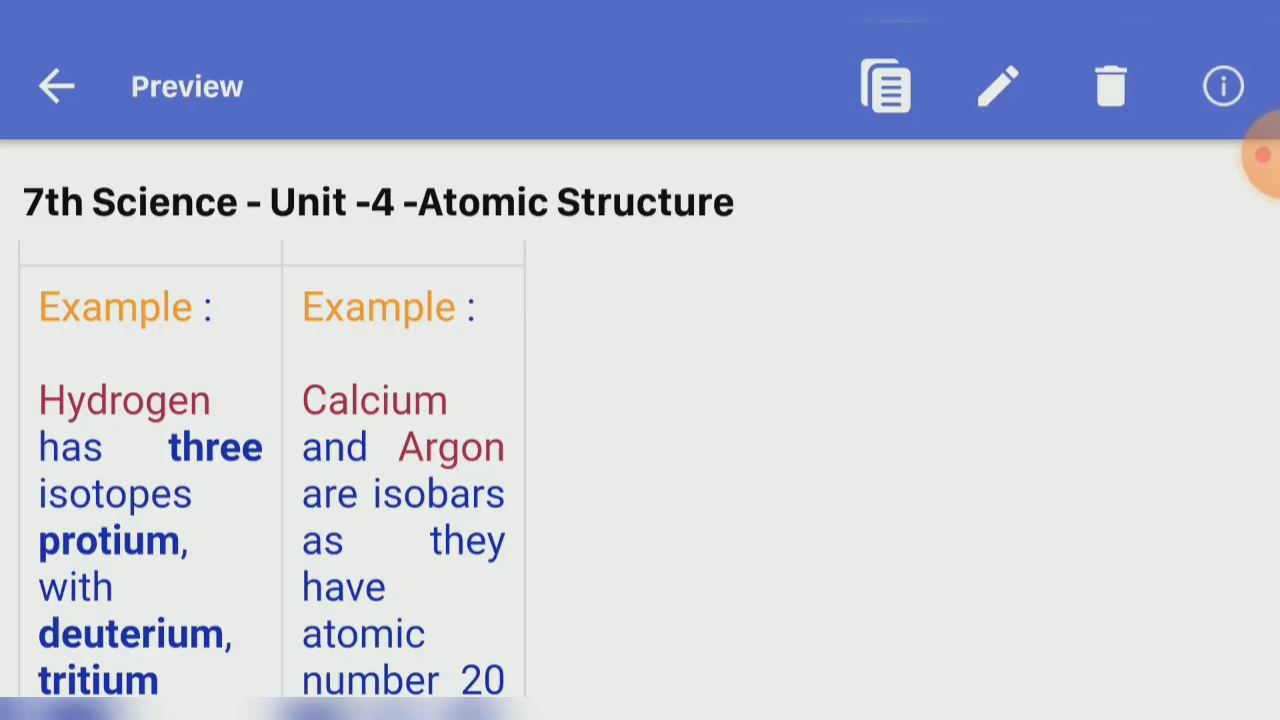 Preview
7th Science - Unit -4 -Atomic Structure
Example :
Hydrogen
has three
isotopes
protium,
with
deuterium,
tritium
Example :
Calcium
and Argon
are isobars
as they
have
atomic
number 20